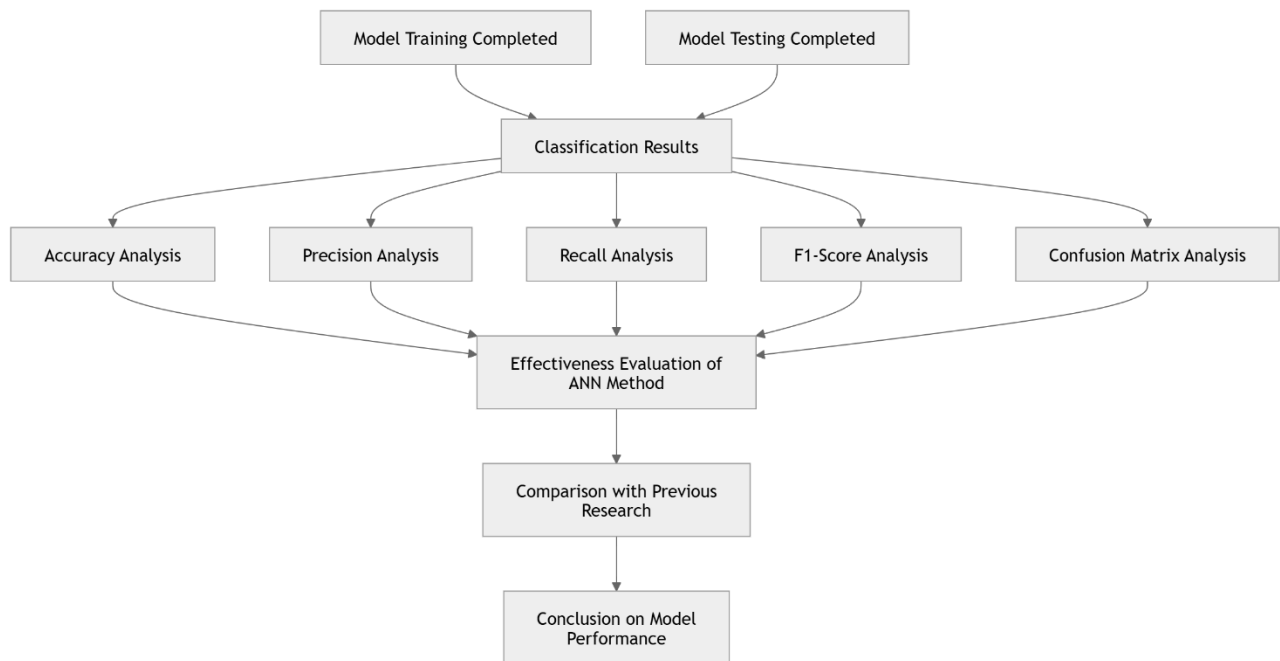 Model Training Completed
Model Testing Completed
Classification Results
Accuracy Analysis
Precision Analysis
Recall Analysis
F1-Score Analysis
Confusion Matrix Analysis
Effectiveness Evaluation of
ANN Method
Comparison with Previous
Research
Conclusion on Model
Performance